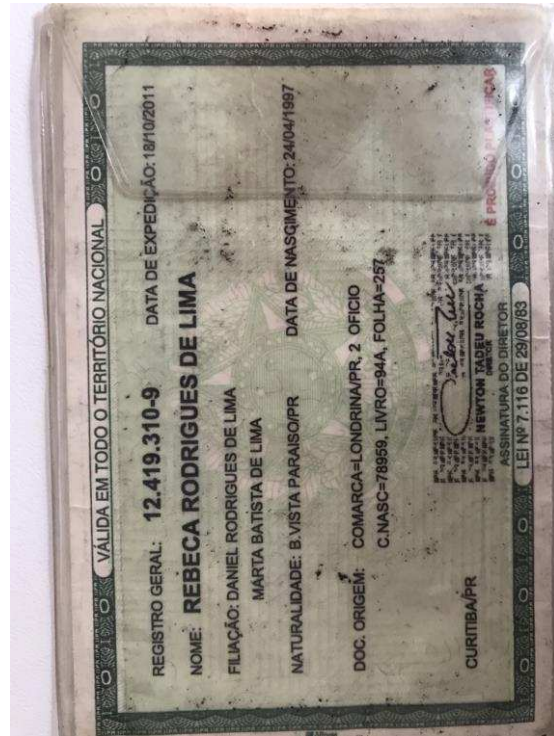 VÁLIDA EM TODO O TERRITÓRIO NACIONAL
REGISTRO GERAL: 12.419.310-9 DATA DE EXPEDIÇÃO: 18/10/2011
NOME: REBECA RODRIGUES DE LIMA
FILIAÇÃO: DANIEL RODRIGUES DE LIMA
MARTA BATISTA DE LIMA
NATURALIDADE: B.VISTA PARAISO/PR DATA DE NASCIMENTO: 24/04/1997
DOC. ORIGEM: COMARCA=LONDRINA/PR, 2 OFICIO
C.NASC=78959, LIVRO=94A, FOLHA=257
CURITIBA/PR
NEWTON TADEU ROCHA
DIRETOR
ASSINATURA DO DIRETOR
É PROIBIDO
LEI Nº 7.116 DE 29/08/83